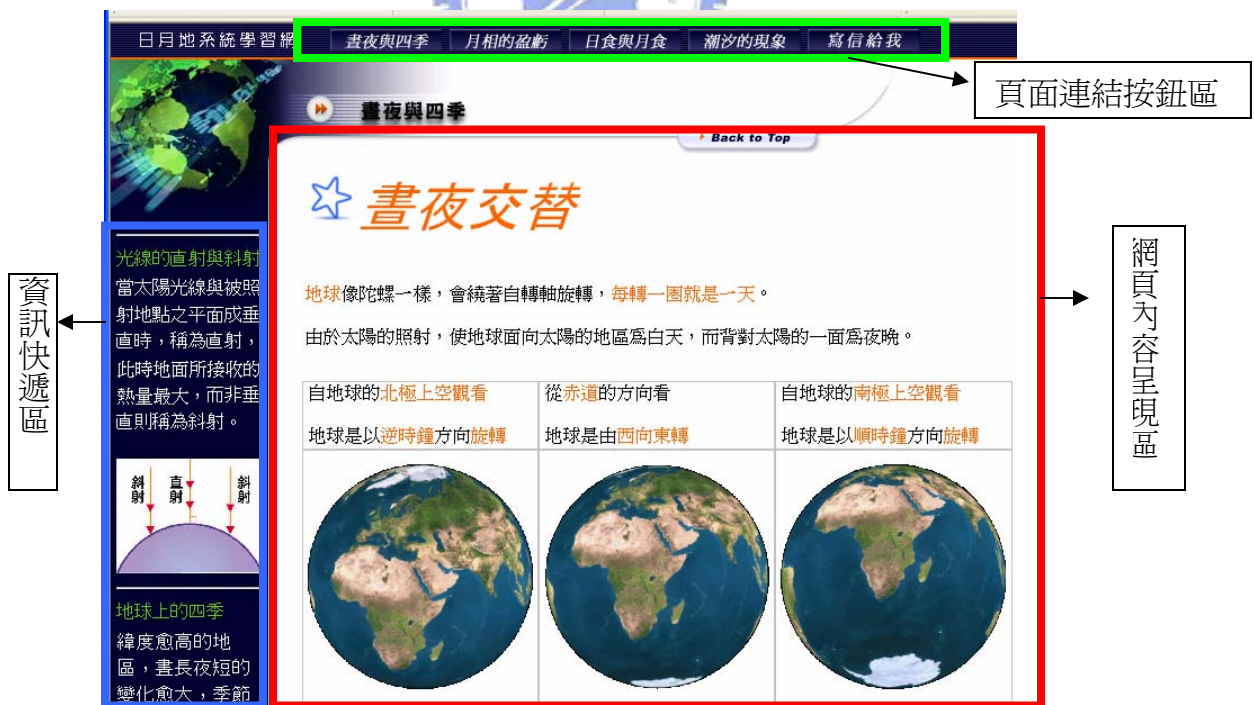 日月地系統學習網
晝夜與四季 月相的盈虧 日食與月食 潮汐的現象 寫信給我
頁面連結按鈕區
晝夜與四季
Back to Top
晝夜交替
地球像陀螺一樣，會繞著自轉軸旋轉，每轉一圈就是一天。
由於太陽的照射，使地球面向太陽的地區為白天，而背對太陽的一面為夜晚。
自地球的北極上空觀看
地球是以逆時鐘方向旋轉
從赤道的方向看
地球是由西向東轉
自地球的南極上空觀看
地球是以順時鐘方向旋轉
光線的直射與斜射
當太陽光線與被照
射地點之平面成垂
直時，稱為直射，
此時地面所接收的
熱量最大，而非垂
直則稱為斜射。
斜射
直射
斜射
地球上的四季
緯度愈高的地
區，晝長夜短的
變化愈大，季節
資訊快遞區
網頁內容呈現區